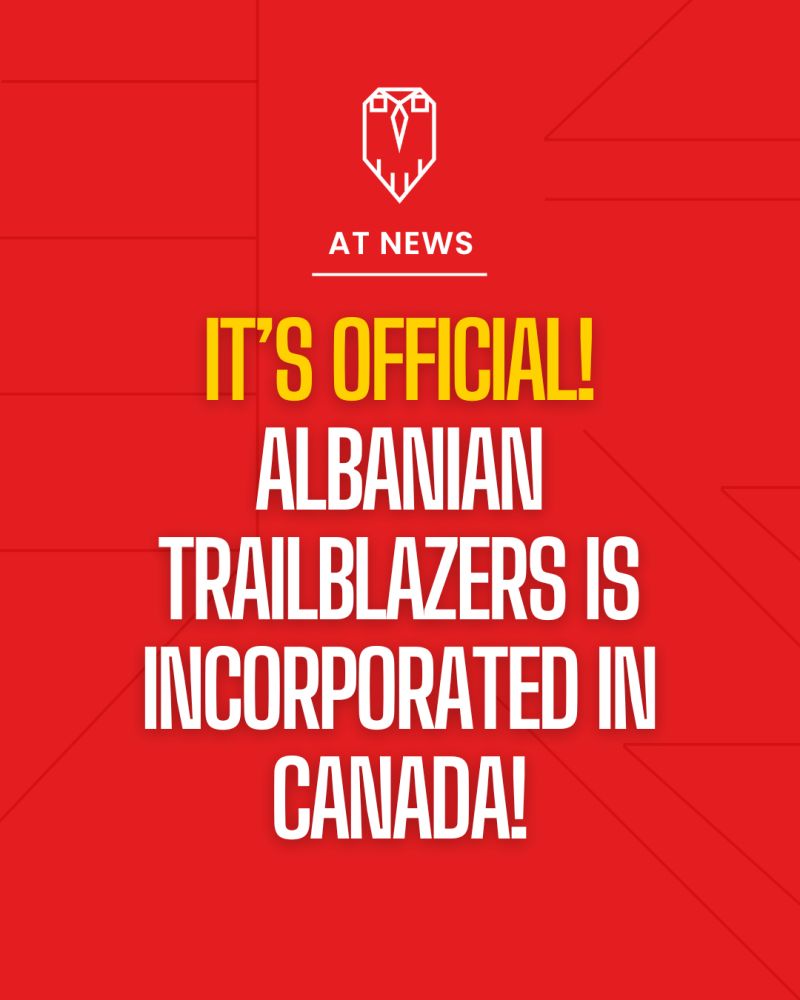 AT NEWS
IT’S OFFICIAL!
ALBANIAN
TRAILBLAZERS IS
INCORPORATED IN
CANADA!